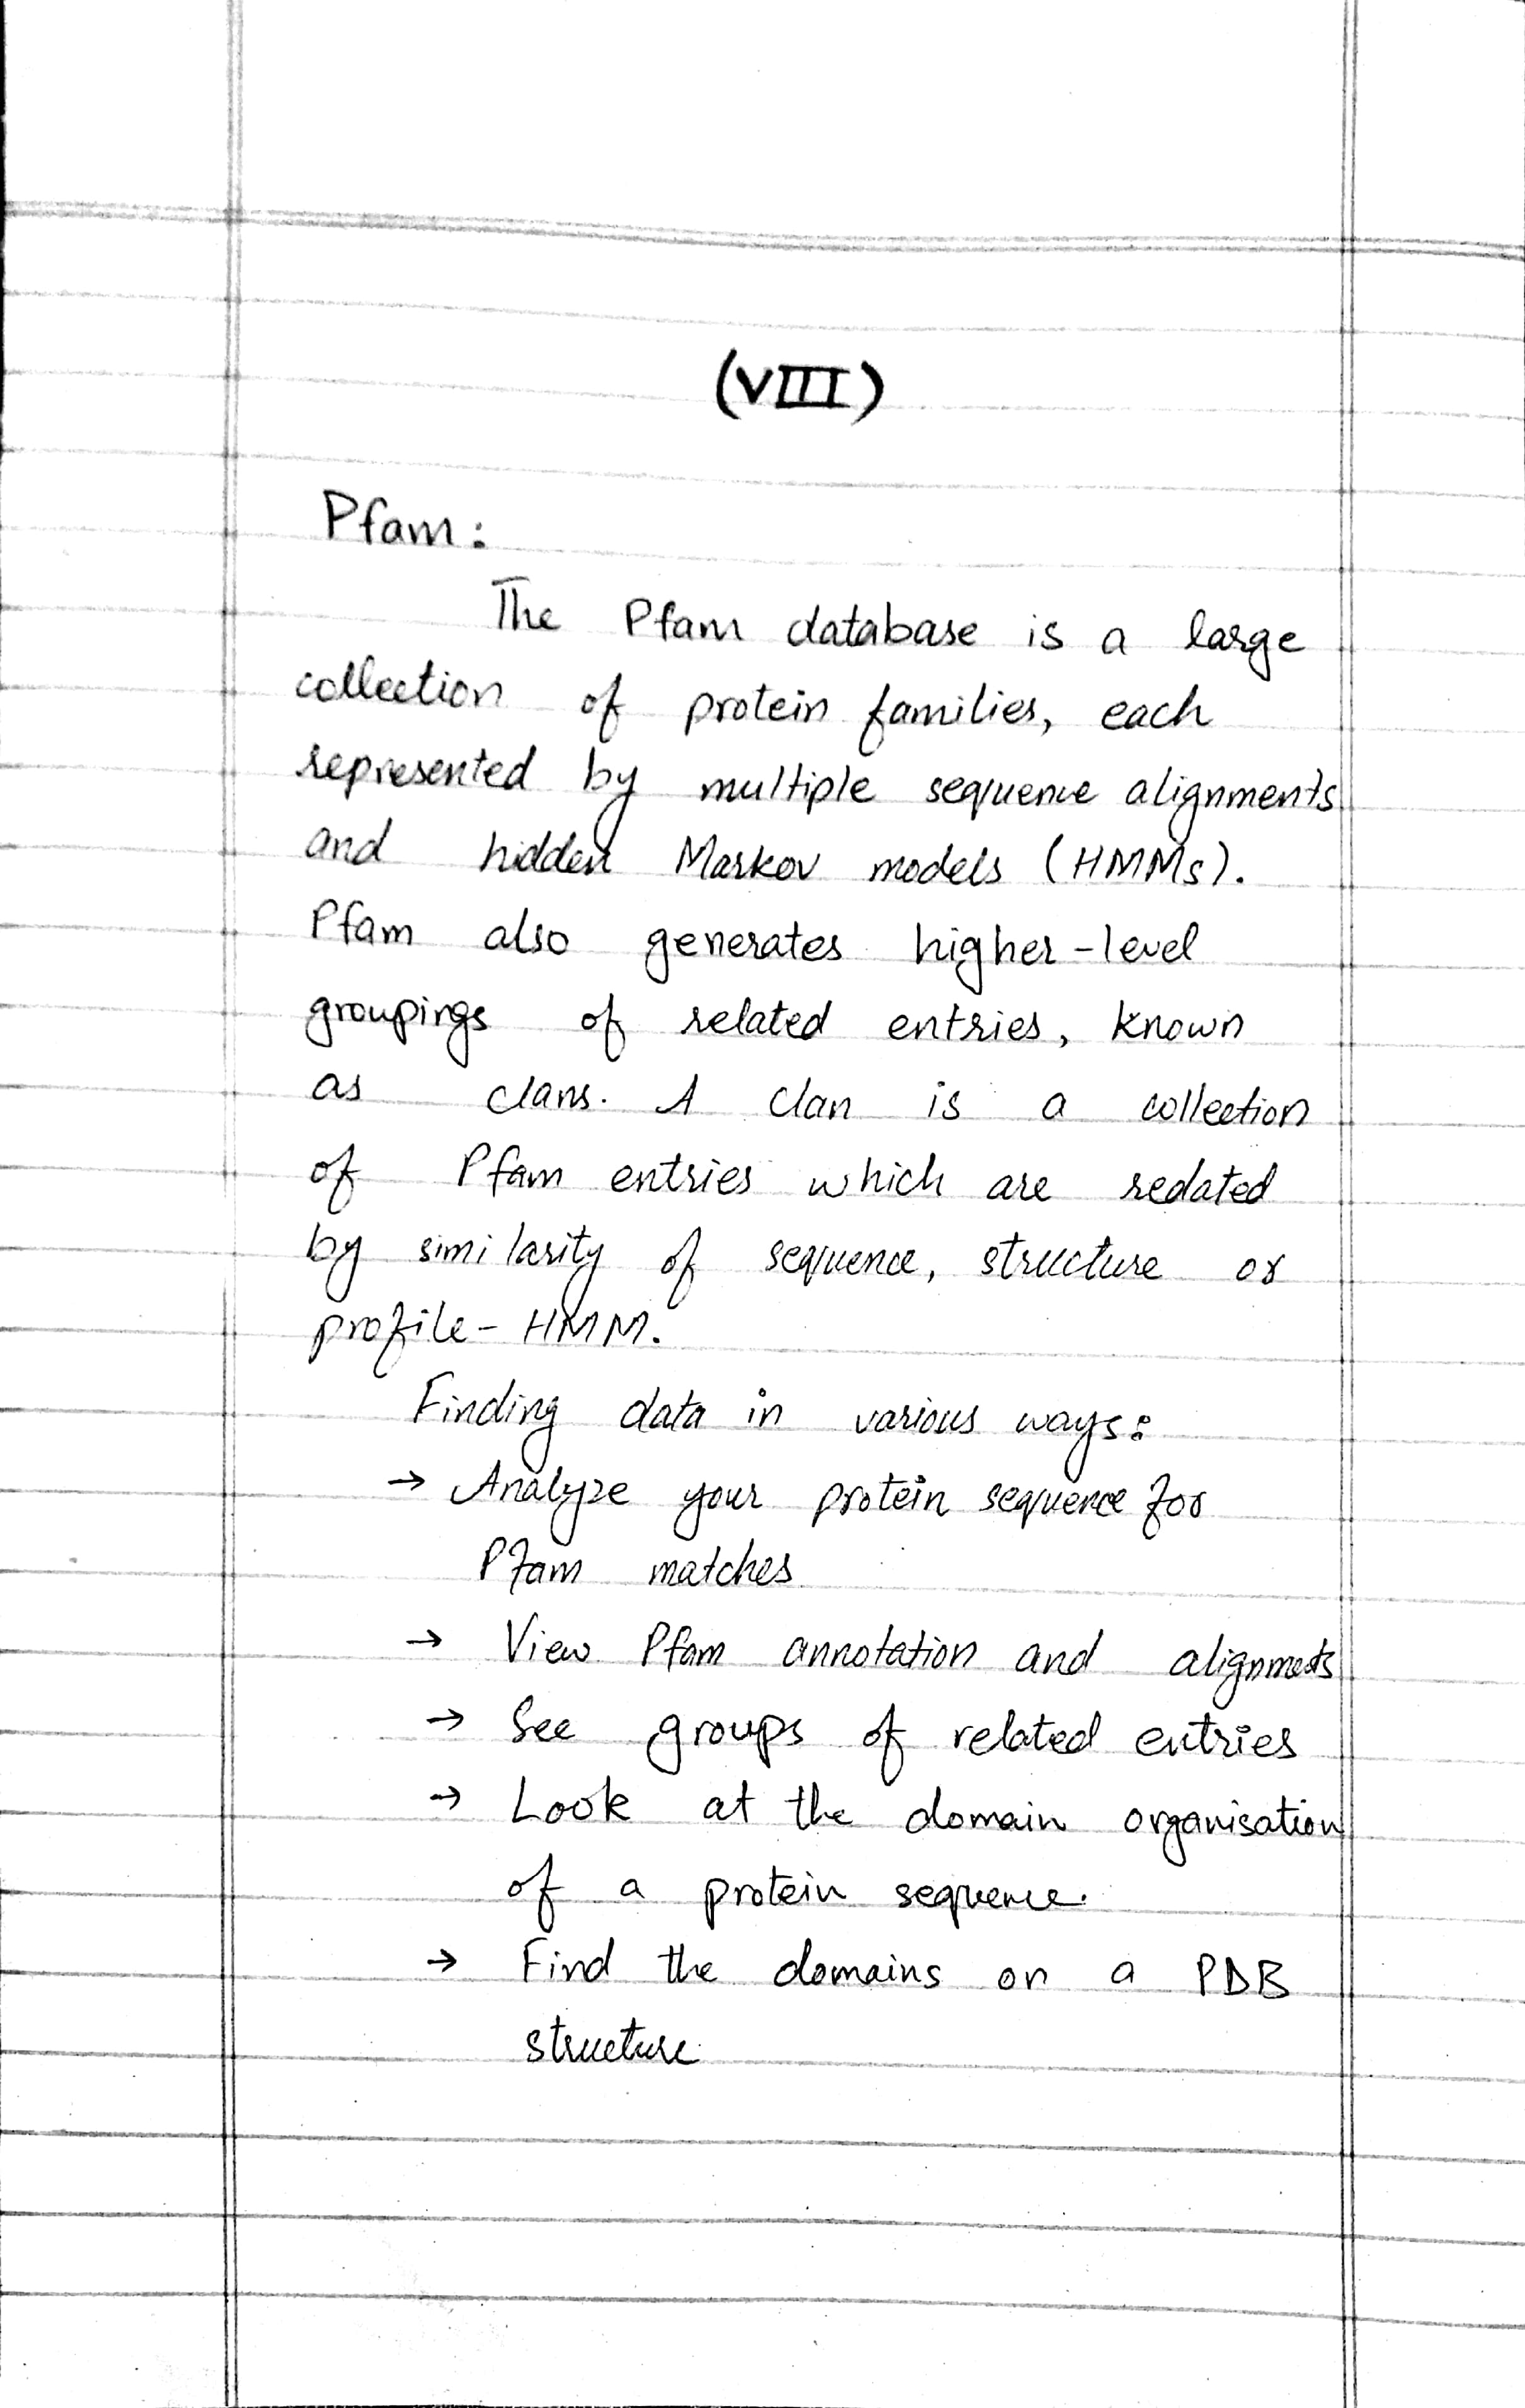 (VIII)
Pfam:
The Pfam database is a large
collection of protein families, each
represented by multiple sequence alignments
and hidden Markov models (HMMs).
Pfam also generates higher-level
groupings of related entries, known
as clans. A clan is a collection
of Pfam entries which are redated
by similarity of sequence, structure or
profile-HMM.
Finding data in various ways:
→ Analyze your protein sequence for
Pfam matches
→ View Pfam annotation and alignments
→ See groups of related entries
→ Look at the domain organisation
of a protein sequence.
→ Find the domains on a PDB
structure